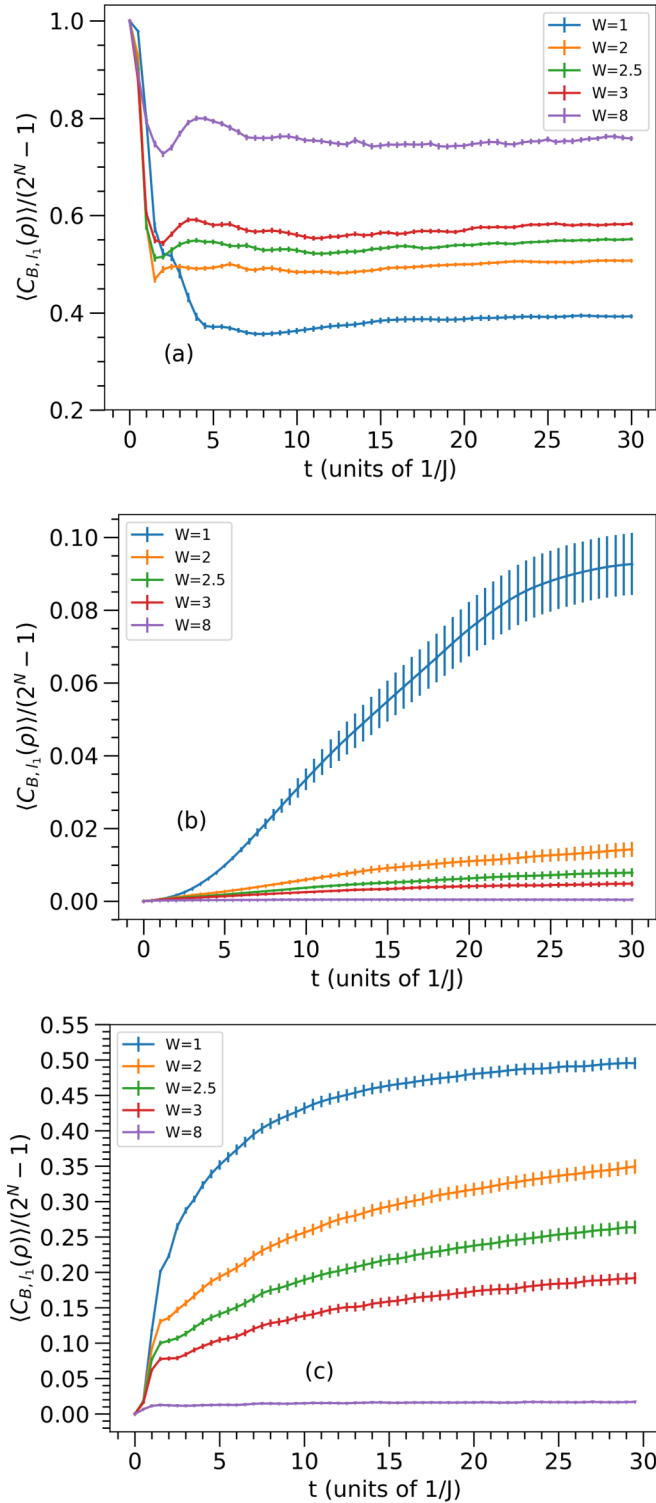 1.0
0.8
0.6
0.4
0.2
⟨C_{B, l_1}(ρ)⟩/(2^N − 1)
W=1
W=2
W=2.5
W=3
W=8
(a)
0 5 10 15 20 25 30
t (units of 1/J)
0.10
0.08
0.06
0.04
0.02
0.00
⟨C_{B, l_1}(ρ)⟩/(2^N − 1)
W=1
W=2
W=2.5
W=3
W=8
(b)
0 5 10 15 20 25 30
t (units of 1/J)
0.55
0.50
0.45
0.40
0.35
0.30
0.25
0.20
0.15
0.10
0.05
0.00
⟨C_{B, l_1}(ρ)⟩/(2^N − 1)
W=1
W=2
W=2.5
W=3
W=8
(c)
0 5 10 15 20 25 30
t (units of 1/J)